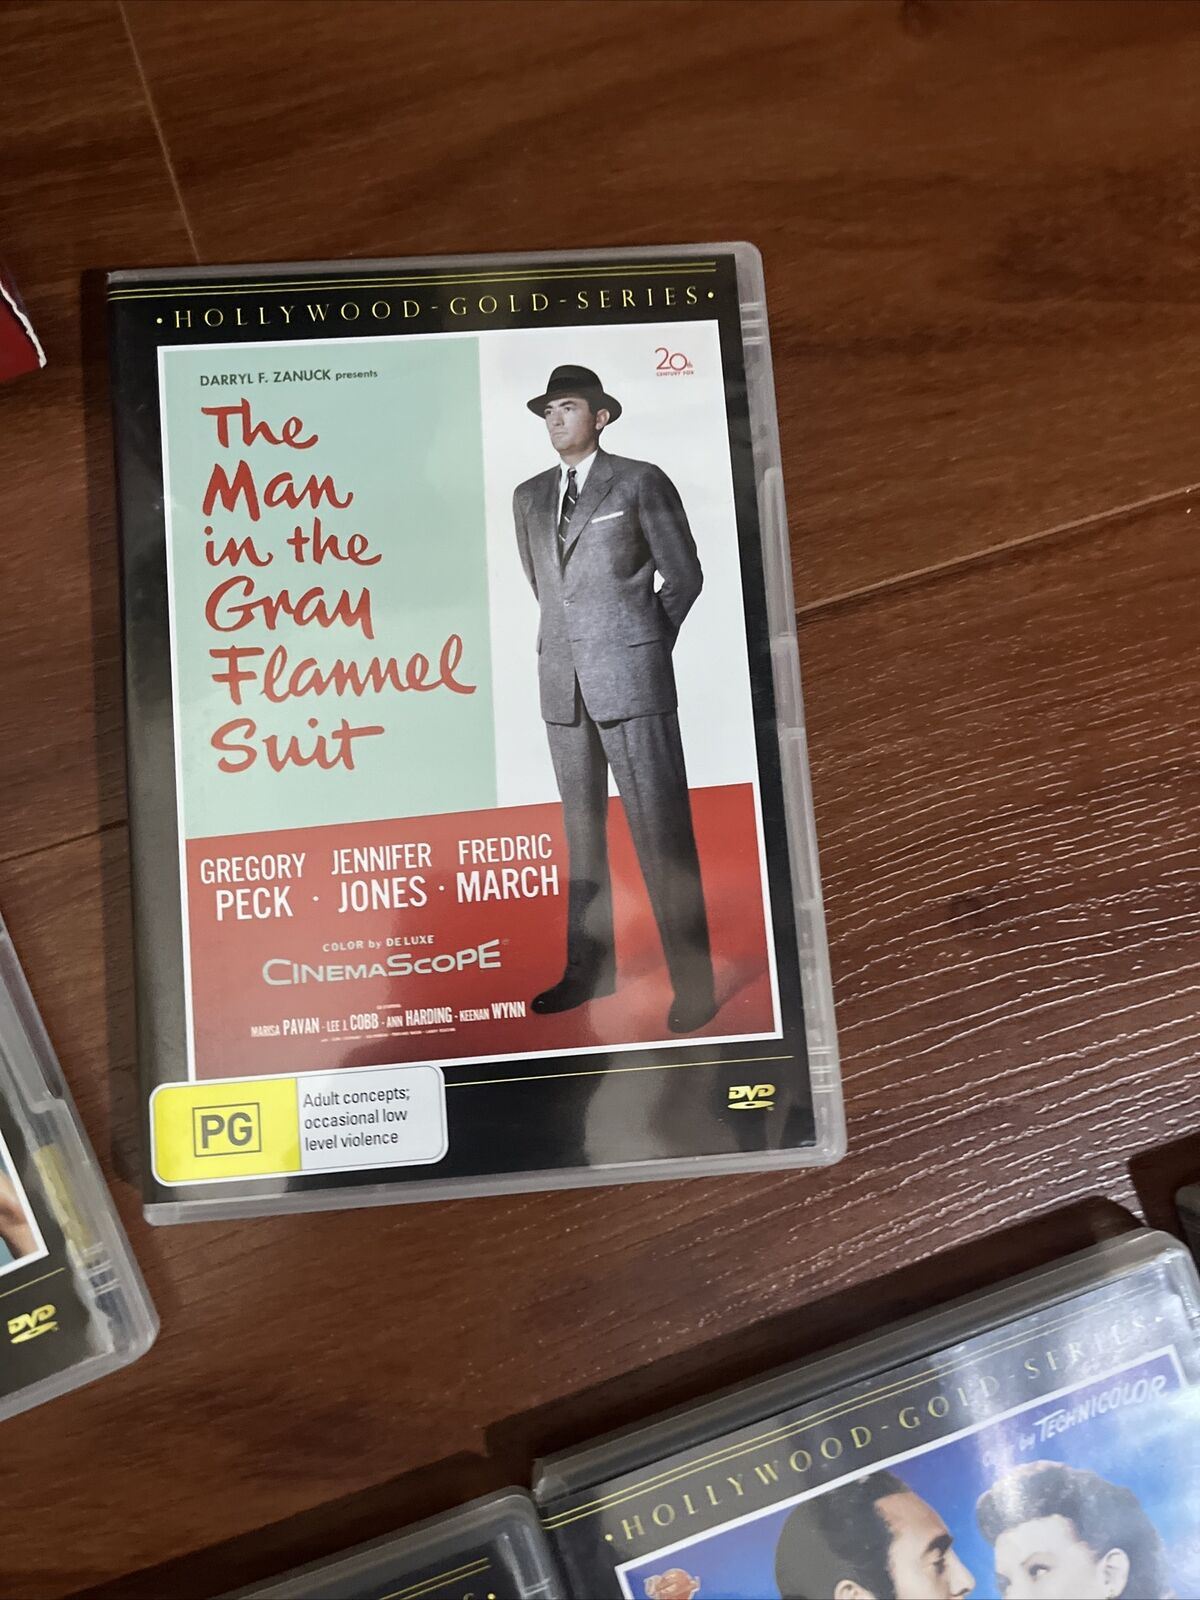 ·HOLLYWOOD-GOLD-SERIES·
DARRYL F. ZANUCK presents
20th
CENTURY FOX
The
Man
in the
Gray
Flannel
Suit
GREGORY PECK · JENNIFER JONES · FREDRIC MARCH
COLOR by DE LUXE
CINEMASCOPE
MARISA PAVAN · LEE J. COBB · ANN HARDING · KEENAN WYNN
PG
Adult concepts;
occasional low
level violence
DVD
DVD
·HOLLYWOOD-GOLD-SERIES·
by TECHNICOLOR